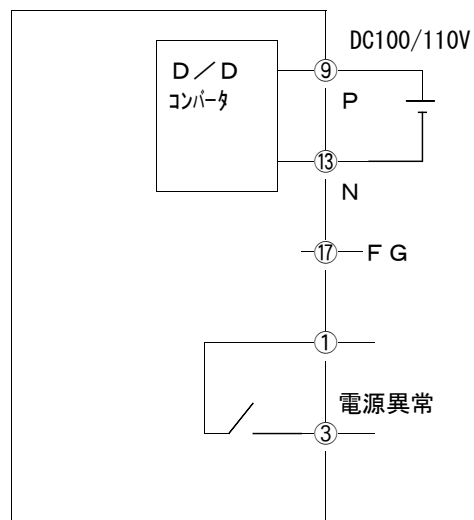 DC100/110V
D／D
コンバータ
⑨
P
⑬
N
⑰ FG
①
電源異常
③